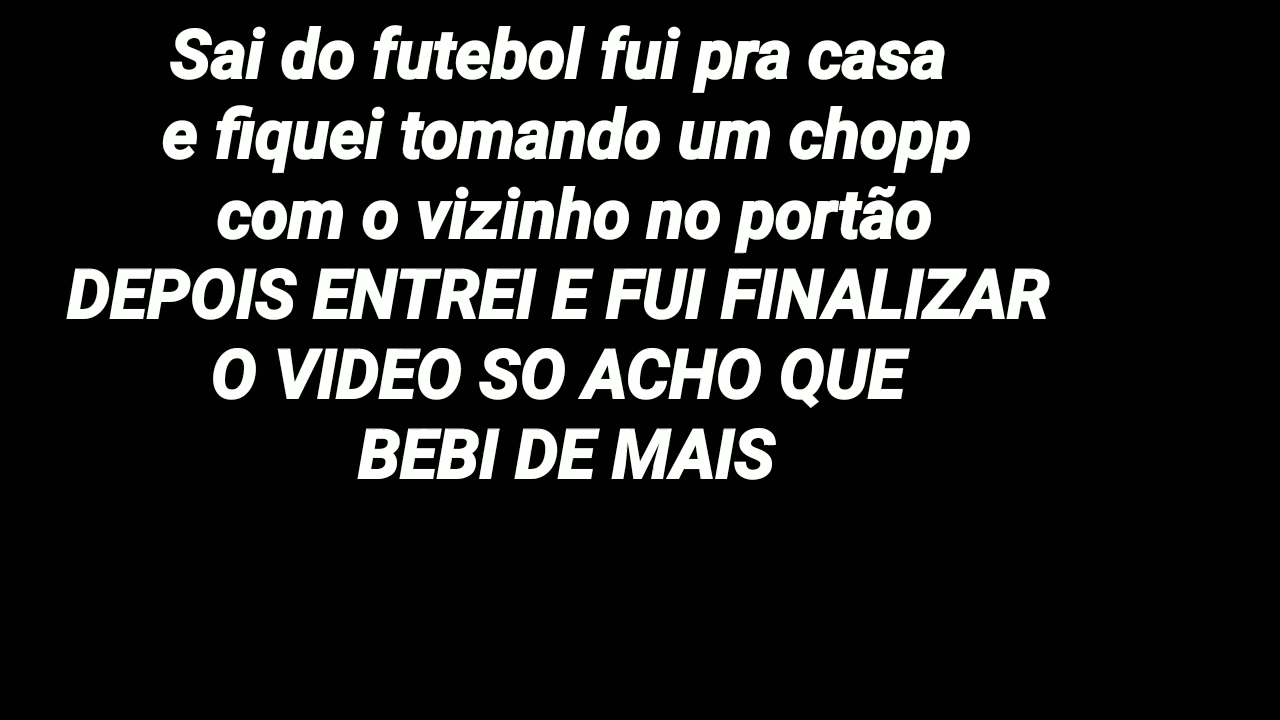 Sai do futebol fui pra casa
e fiquei tomando um chopp
com o vizinho no portão
DEPOIS ENTREI E FUI FINALIZAR
O VIDEO SO ACHO QUE
BEBI DE MAIS